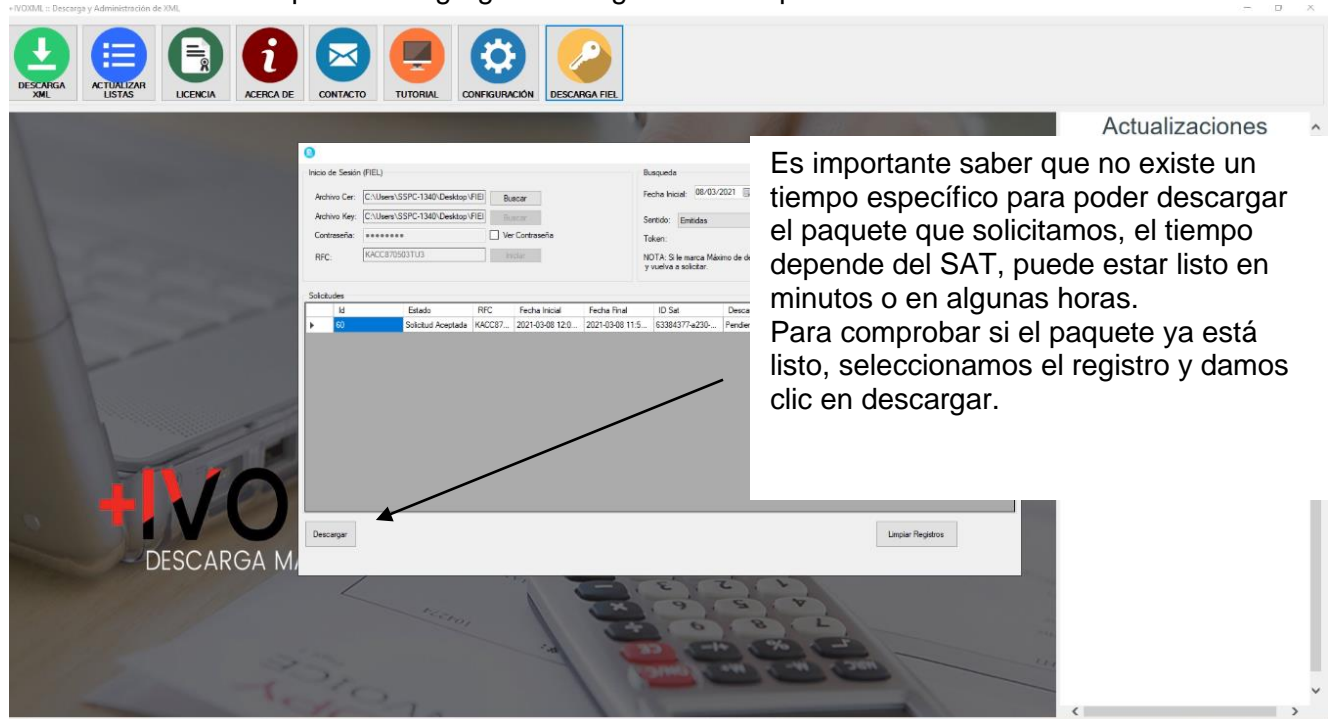 +IVOXML :: Descarga y Administración de XML
DESCARGA XML
ACTUALIZAR LISTAS
LICENCIA
ACERCA DE
CONTACTO
TUTORIAL
CONFIGURACIÓN
DESCARGA FIEL
Actualizaciones
Inicio de Sesión (FIEL)
Archivo Cer: C:\Users\SSPC-1340\Desktop\FIEL Buscar
Archivo Key: C:\Users\SSPC-1340\Desktop\FIEL Buscar
Contraseña: ******** Ver Contraseña
RFC: KACC870503TU3 Iniciar
Busqueda
Fecha Inicial: 08/03/2021
Sentido: Emitidas
Token:
NOTA: Si le marca Máximo de de
y vuelva a solicitar.
Solicitudes
Id Estado RFC Fecha Inicial Fecha Final ID Sat Desca
60 Solicitud Aceptada KACC87... 2021-03-08 12:0... 2021-03-08 11:5... 63384377-a230-... Pendien
Descargar
Limpiar Registros
Es importante saber que no existe un
tiempo específico para poder descargar
el paquete que solicitamos, el tiempo
depende del SAT, puede estar listo en
minutos o en algunas horas.
Para comprobar si el paquete ya está
listo, seleccionamos el registro y damos
clic en descargar.
+IVO
DESCARGA MA